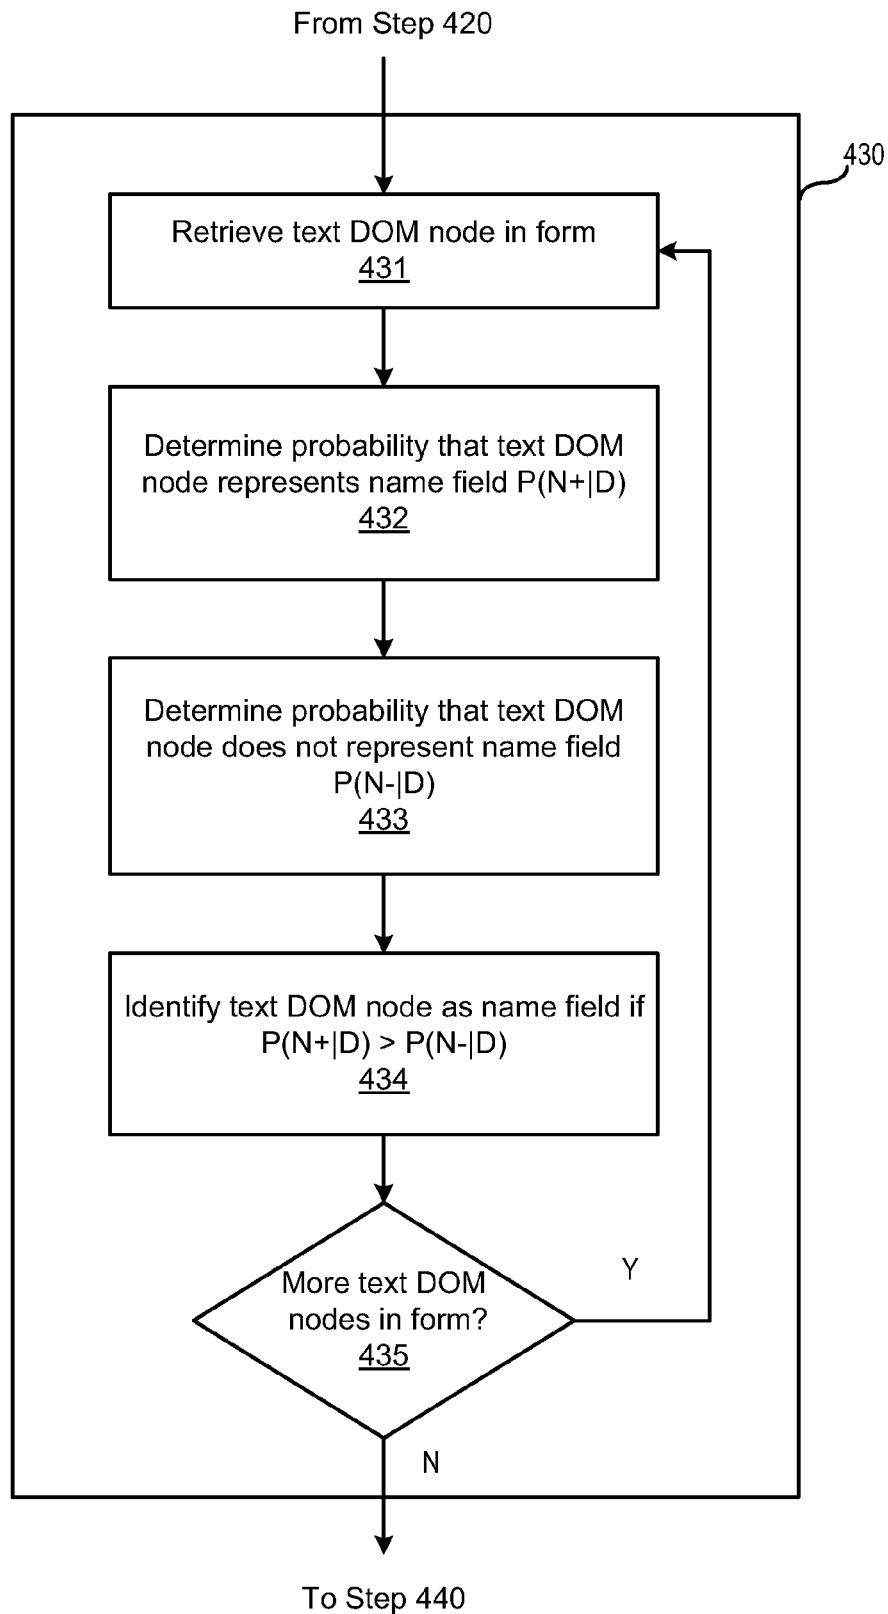 From Step 420
430
Retrieve text DOM node in form
431
Determine probability that text DOM
node represents name field P(N+|D)
432
Determine probability that text DOM
node does not represent name field
P(N-|D)
433
Identify text DOM node as name field if
P(N+|D) > P(N-|D)
434
More text DOM
nodes in form?
435
Y
N
To Step 440